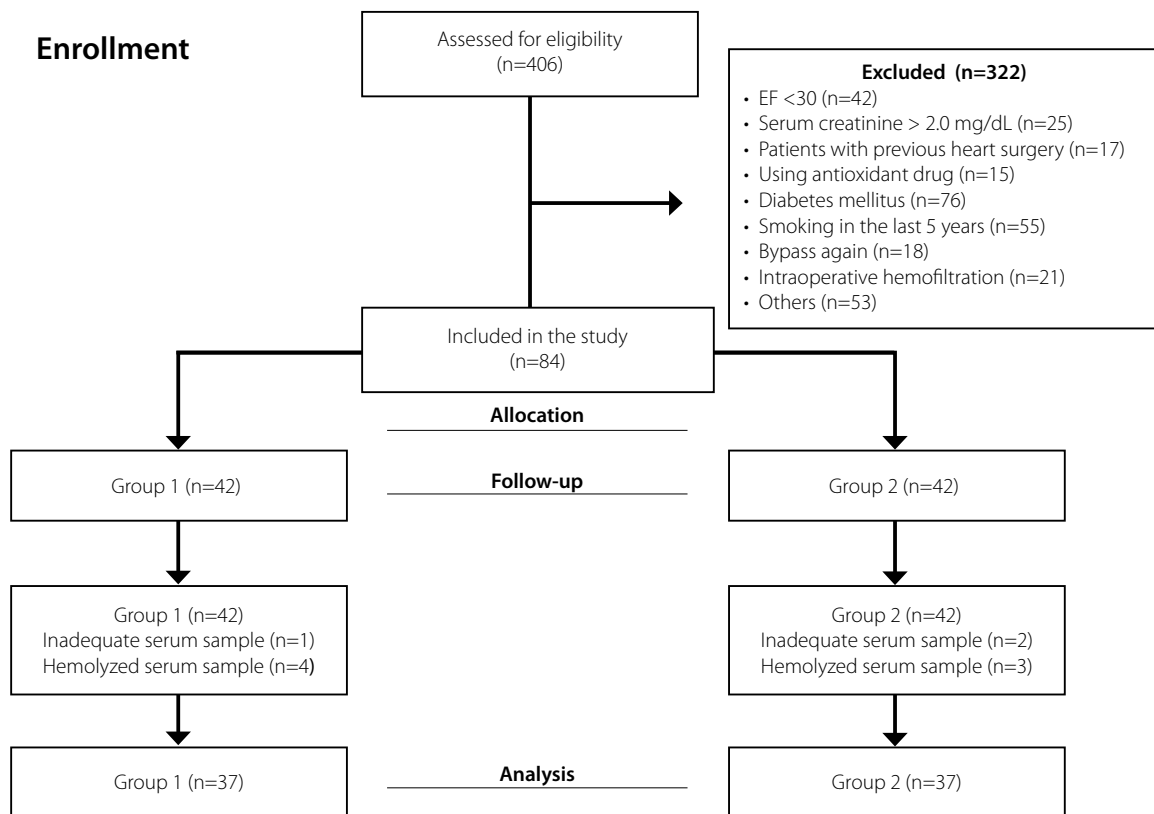 Enrollment
Assessed for eligibility
(n=406)
Excluded (n=322)
• EF <30 (n=42)
• Serum creatinine > 2.0 mg/dL (n=25)
• Patients with previous heart surgery (n=17)
• Using antioxidant drug (n=15)
• Diabetes mellitus (n=76)
• Smoking in the last 5 years (n=55)
• Bypass again (n=18)
• Intraoperative hemofiltration (n=21)
• Others (n=53)
Included in the study
(n=84)
Allocation
Group 1 (n=42)
Follow-up
Group 2 (n=42)
Group 1 (n=42)
Inadequate serum sample (n=1)
Hemolyzed serum sample (n=4)
Group 2 (n=42)
Inadequate serum sample (n=2)
Hemolyzed serum sample (n=3)
Group 1 (n=37)
Analysis
Group 2 (n=37)